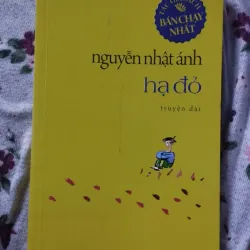 BÁN CHẠY
NHẤT
nguyễn nhật ánh
hạ đỏ
truyện dài